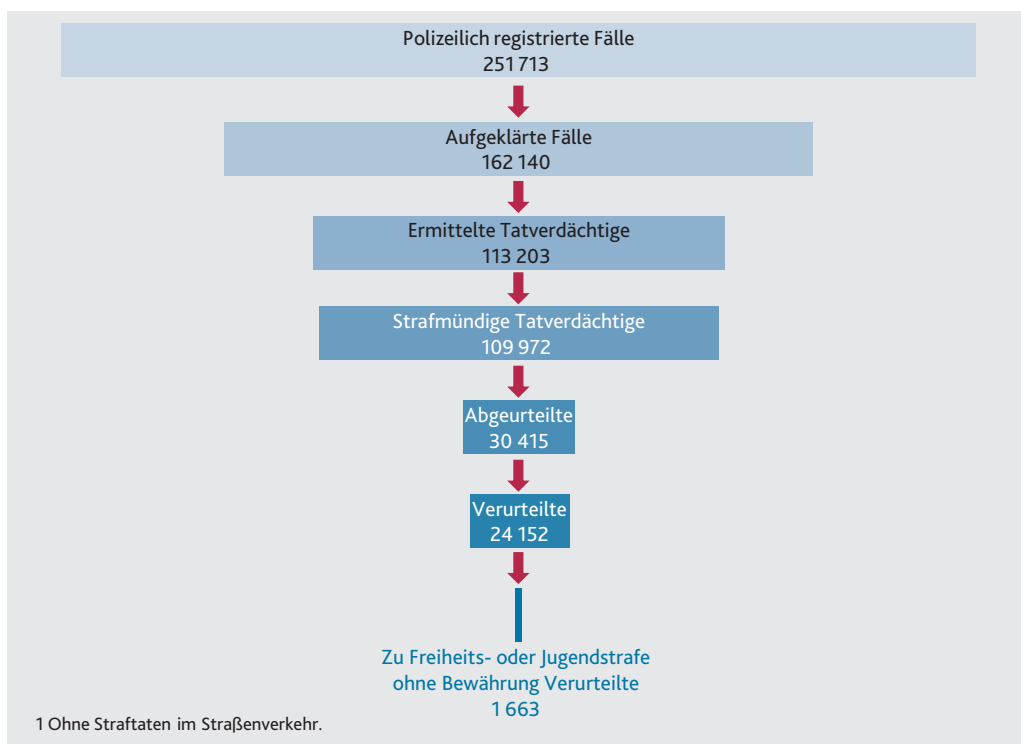 Polizeilich registrierte Fälle
251 713
Aufgeklärte Fälle
162 140
Ermittelte Tatverdächtige
113 203
Strafmündige Tatverdächtige
109 972
Abgeurteilte
30 415
Verurteilte
24 152
Zu Freiheits- oder Jugendstrafe
ohne Bewährung Verurteilte
1 663
1 Ohne Straftaten im Straßenverkehr.